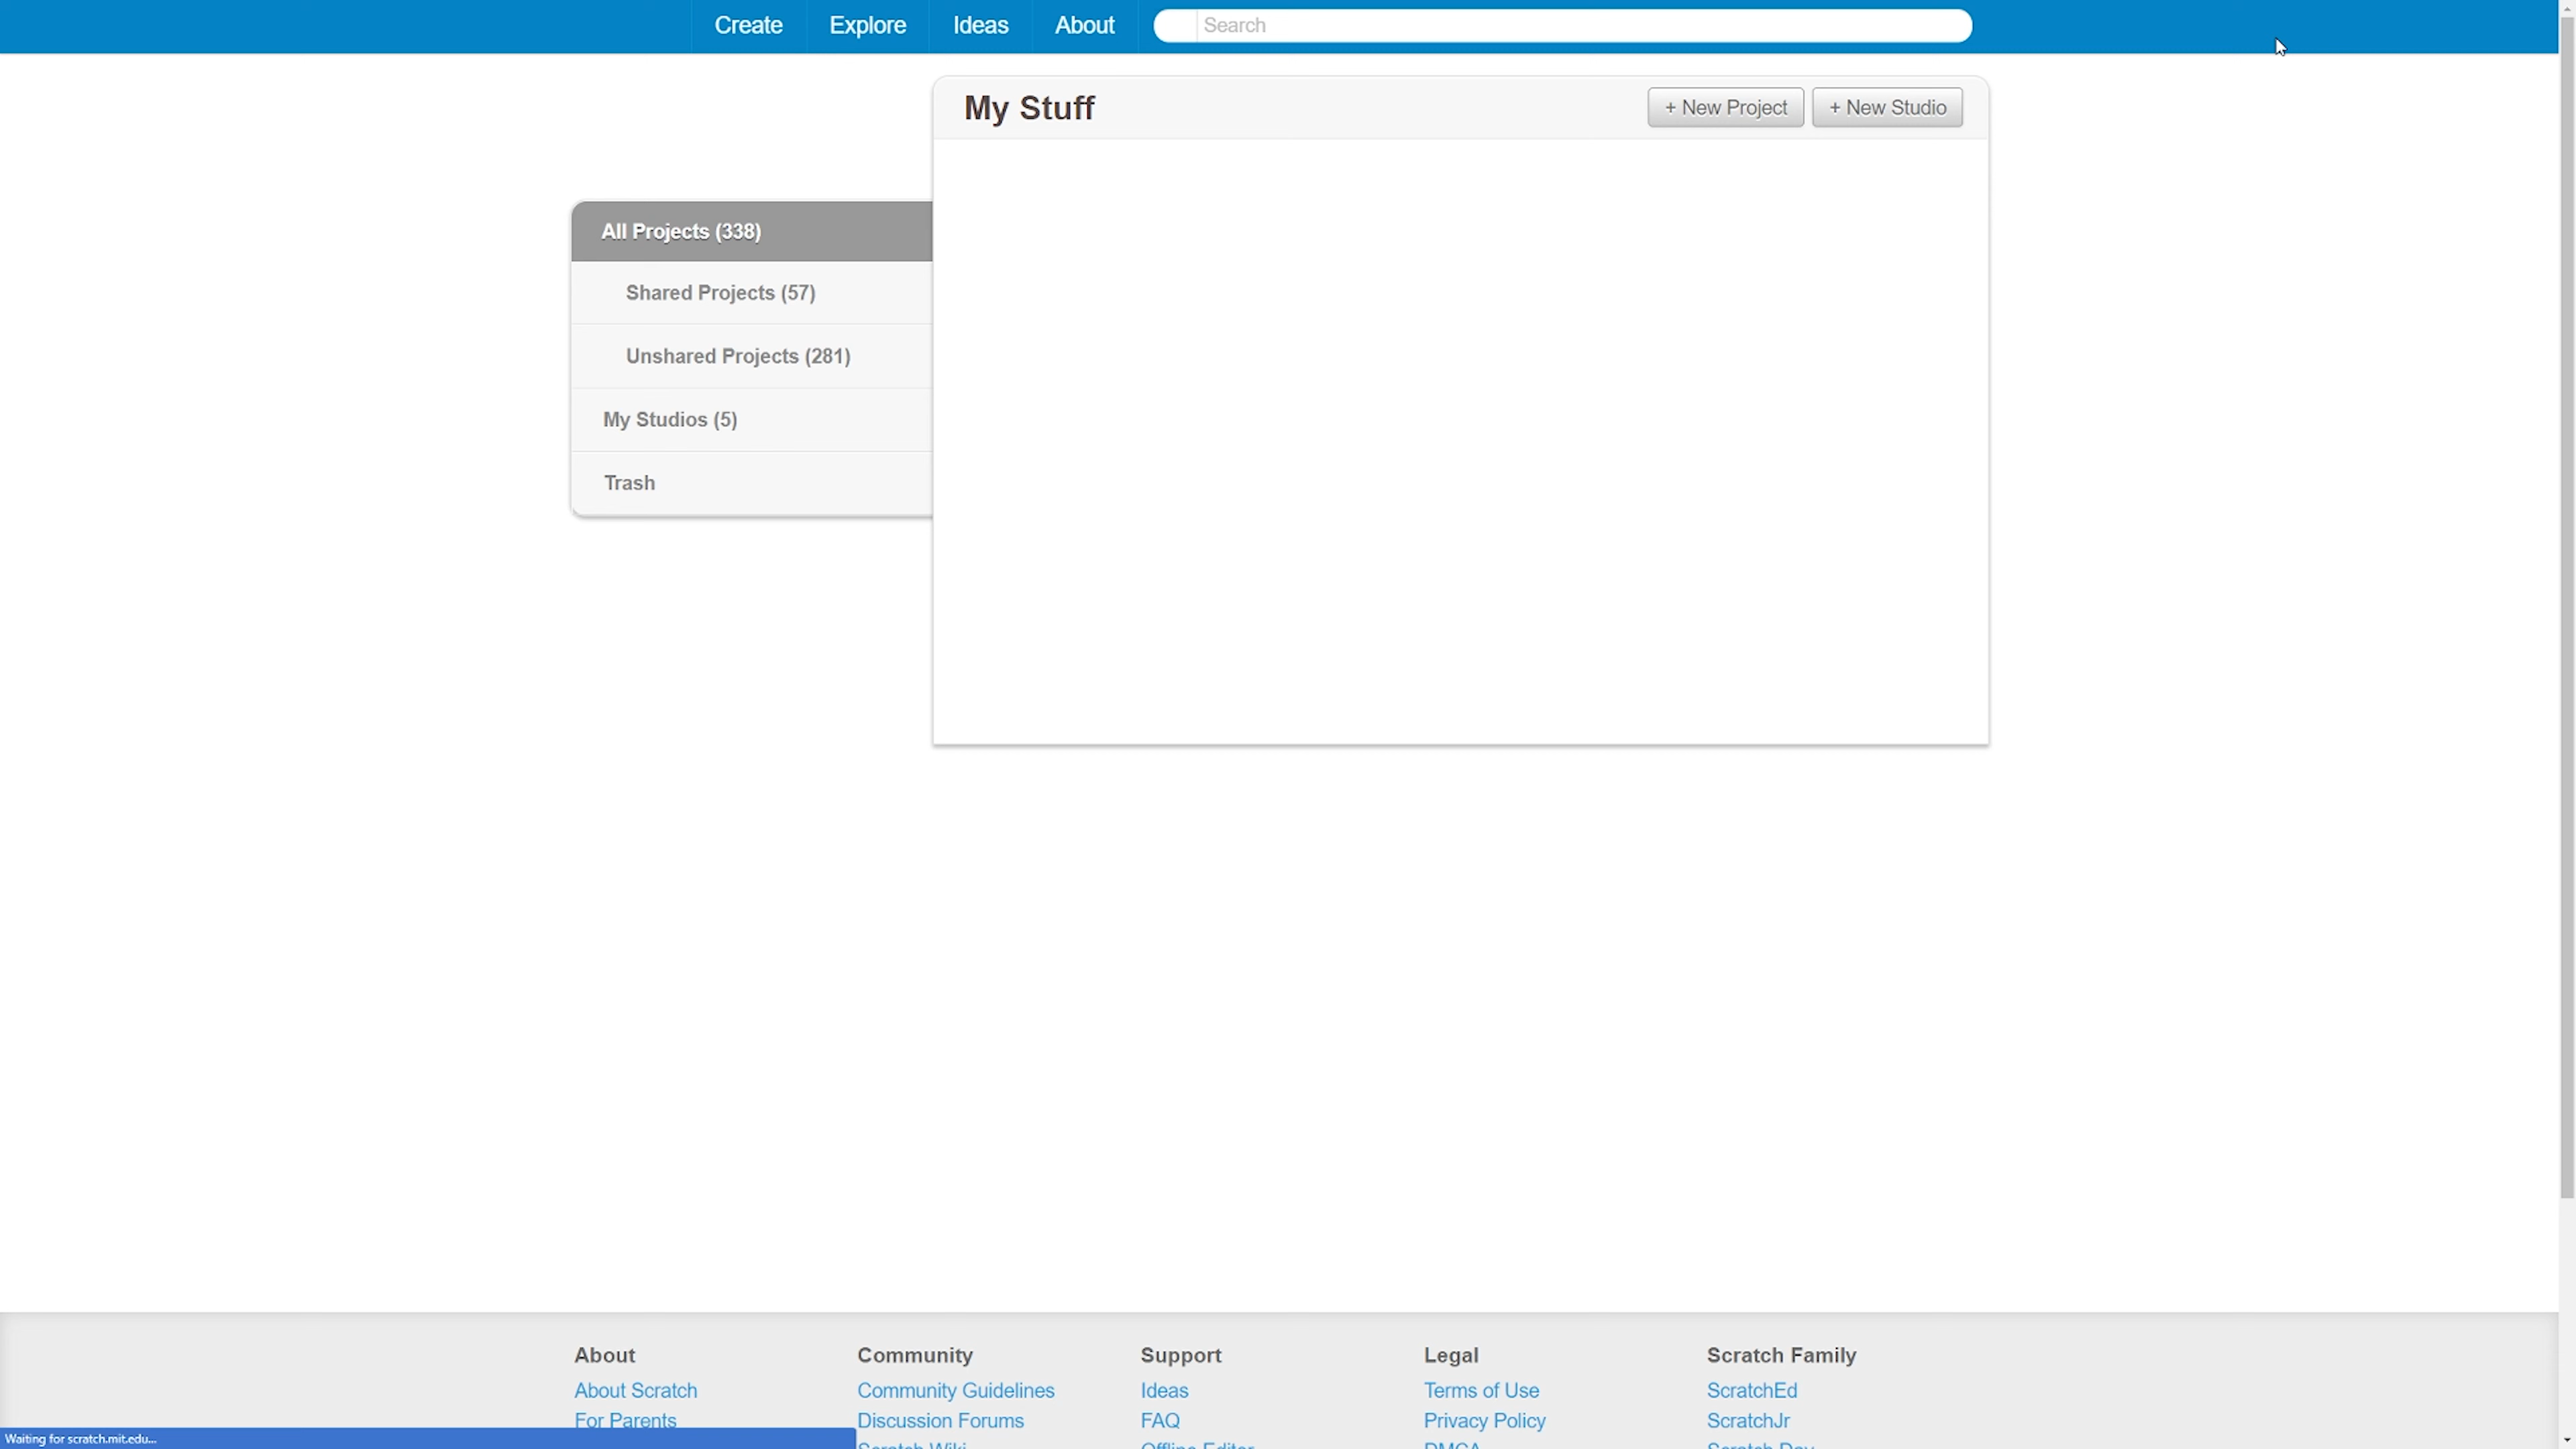 Create Explore Ideas About Search
My Stuff + New Project + New Studio
All Projects (338)
Shared Projects (57)
Unshared Projects (281)
My Studios (5)
Trash
About Community Support Legal Scratch Family
About Scratch Community Guidelines Ideas Terms of Use ScratchEd
For Parents Discussion Forums FAQ Privacy Policy ScratchJr
Scratch Wiki Offline Editor DMCA Scratch Day
Waiting for scratch.mit.edu...